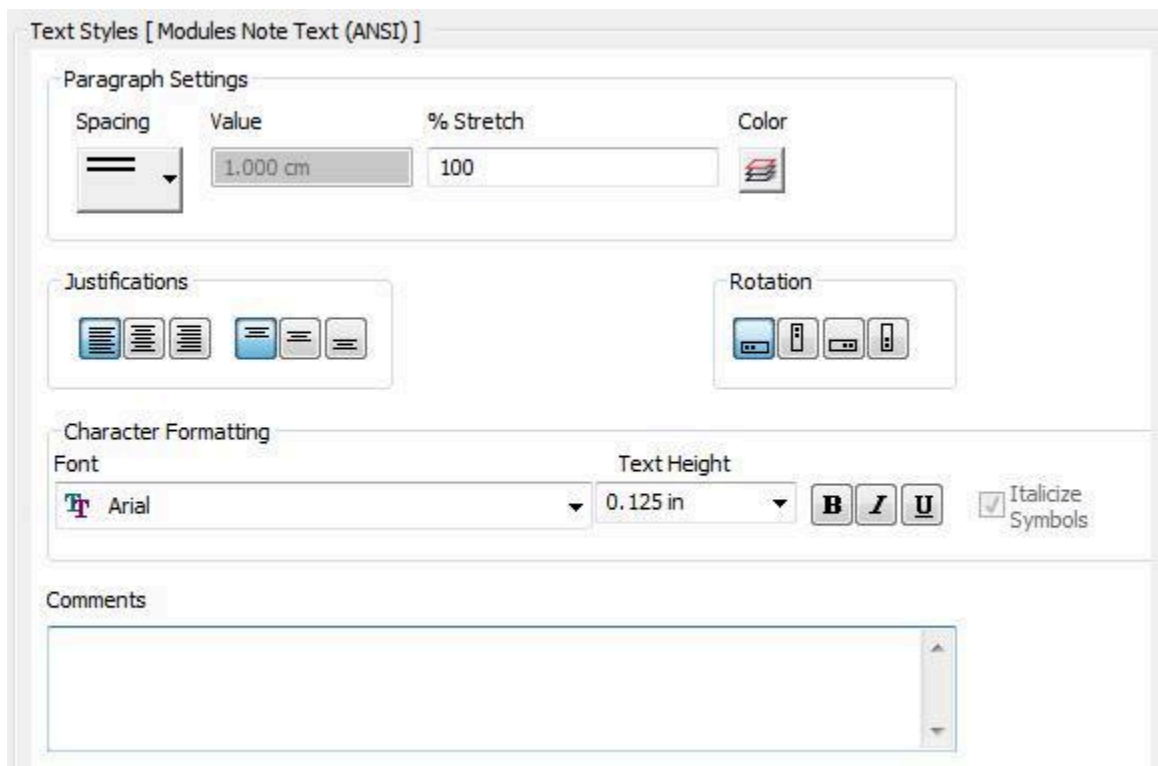 Text Styles [ Modules Note Text (ANSI) ]
Paragraph Settings
Spacing Value % Stretch Color
1.000 cm 100
Justifications Rotation
Character Formatting
Font Text Height
Arial 0.125 in B I U Italicize
Symbols
Comments